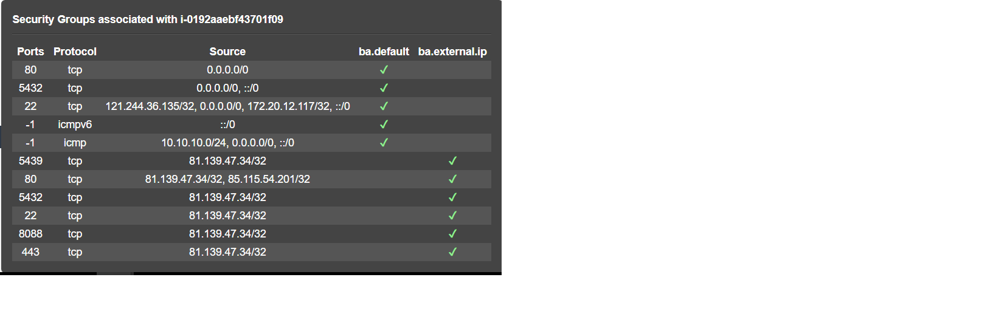 Security Groups associated with i-0192aaebf43701f09
Ports Protocol Source ba.default ba.external.ip
80 tcp 0.0.0.0/0 ✓
5432 tcp 0.0.0.0/0, ::/0 ✓
22 tcp 121.244.36.135/32, 0.0.0.0/0, 172.20.12.117/32, ::/0 ✓
-1 icmpv6 ::/0 ✓
-1 icmp 10.10.10.0/24, 0.0.0.0/0, ::/0 ✓
5439 tcp 81.139.47.34/32 ✓
80 tcp 81.139.47.34/32, 85.115.54.201/32 ✓
5432 tcp 81.139.47.34/32 ✓
22 tcp 81.139.47.34/32 ✓
8088 tcp 81.139.47.34/32 ✓
443 tcp 81.139.47.34/32 ✓